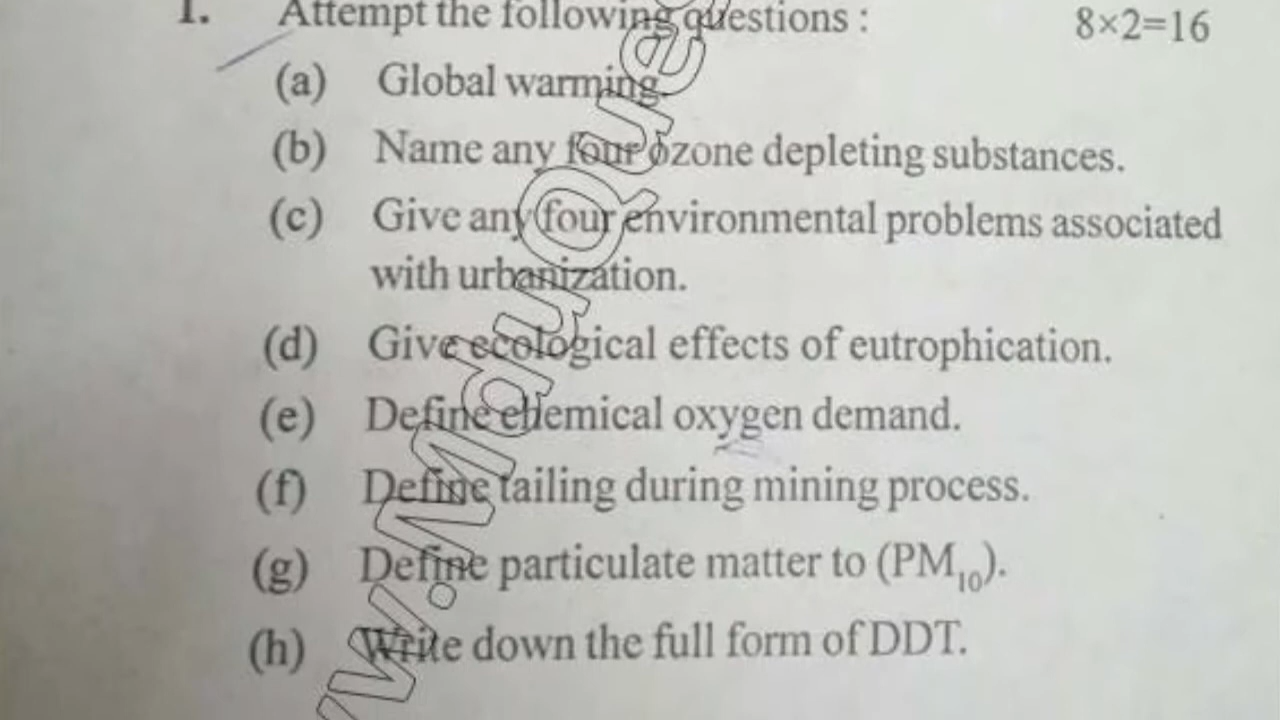 1. Attempt the following questions : 8×2=16
(a) Global warming.
(b) Name any four ozone depleting substances.
(c) Give any four environmental problems associated
with urbanization.
(d) Give ecological effects of eutrophication.
(e) Define chemical oxygen demand.
(f) Define tailing during mining process.
(g) Define particulate matter to (PM₁₀).
(h) Write down the full form of DDT.
w.MduQue